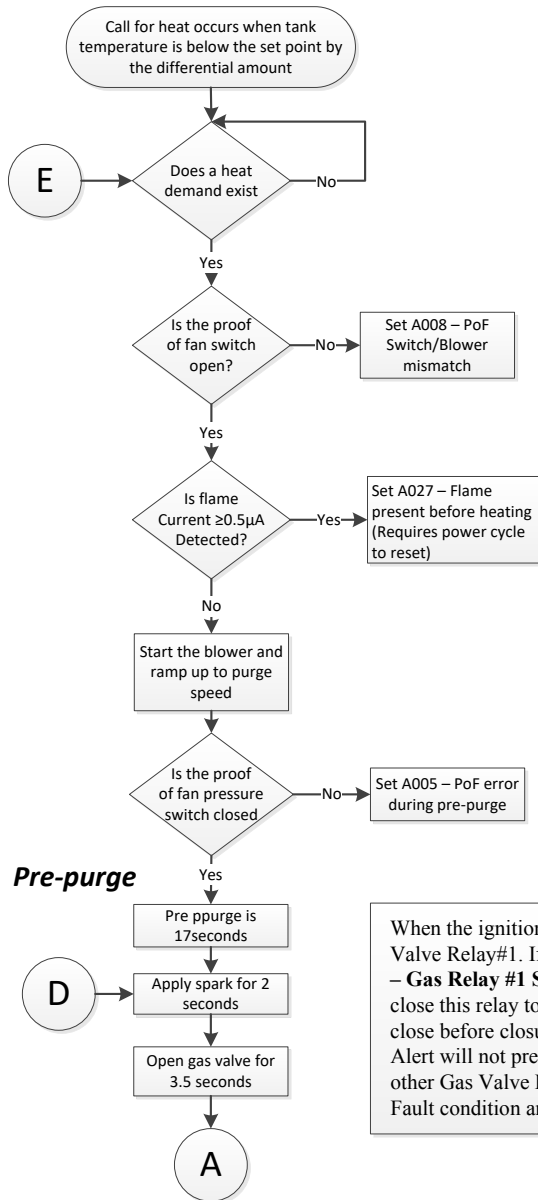 Call for heat occurs when tank
temperature is below the set point by
the differential amount
E
Does a heat
demand exist
No
Yes
Is the proof
of fan switch
open?
No
Set A008 – PoF
Switch/Blower
mismatch
Yes
Is flame
Current ≥0.5µA
Detected?
Yes
Set A027 – Flame
present before heating
(Requires power cycle
to reset)
No
Start the blower and
ramp up to purge
speed
Is the proof
of fan pressure
switch closed
No
Set A005 – PoF error
during pre-purge
Pre-purge
Yes
Pre ppurge is
17seconds
D
Apply spark for 2
seconds
Open gas valve for
3.5 seconds
A
When the ignition
Valve Relay#1. I
– Gas Relay #1 S
close this relay to
close before closu
Alert will not pre
other Gas Valve
Fault condition a